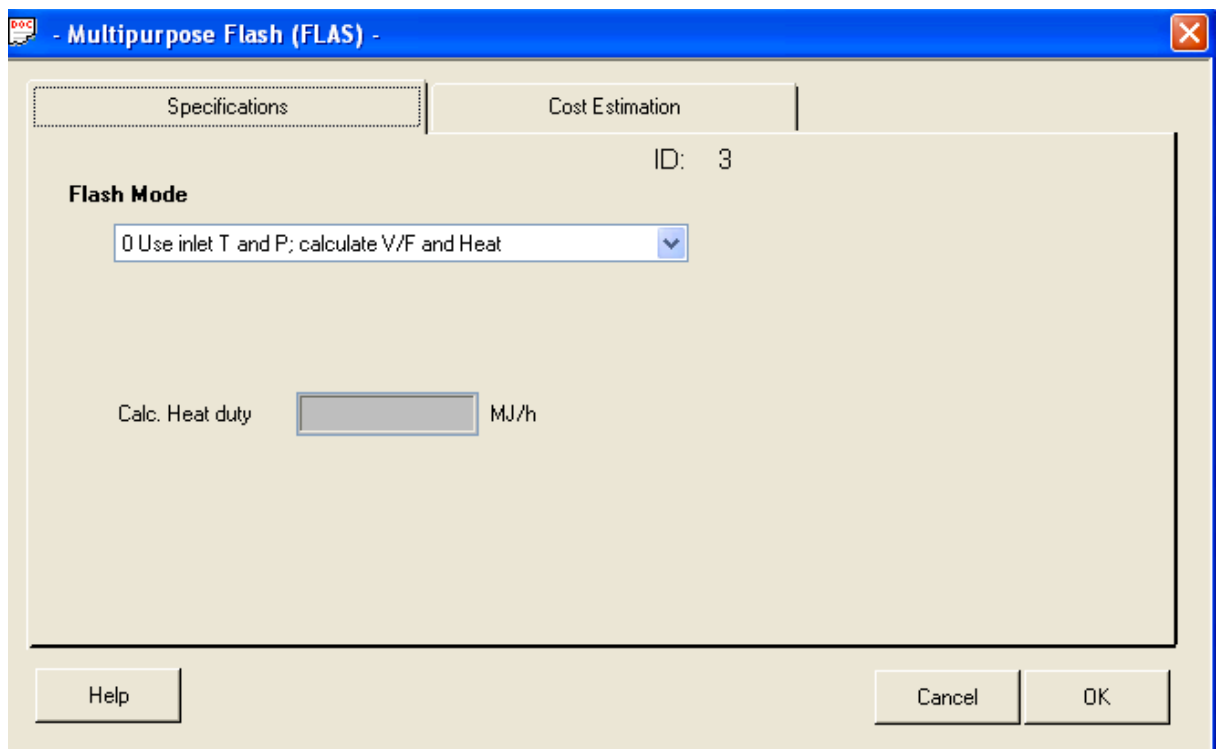 DOC
- Multipurpose Flash (FLAS) -
Specifications
Cost Estimation
ID: 3
Flash Mode
0 Use inlet T and P; calculate V/F and Heat
Calc. Heat duty
MJ/h
Help
Cancel
OK